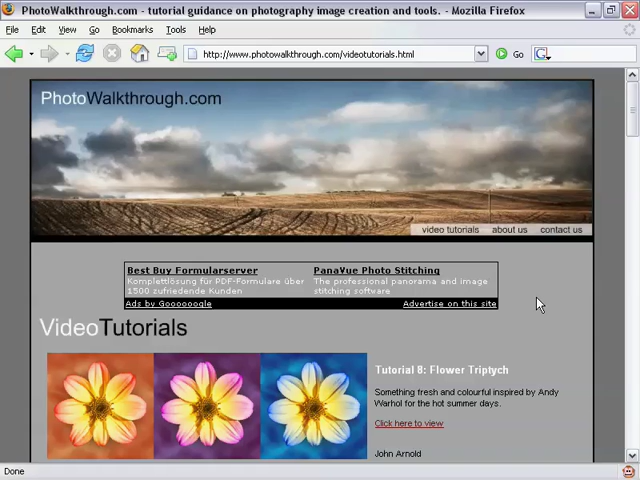 PhotoWalkthrough.com - tutorial guidance on photography image creation and tools. - Mozilla Firefox
File Edit View Go Bookmarks Tools Help
http://www.photowalkthrough.com/videotutorials.html Go
PhotoWalkthrough.com
video tutorials about us contact us
Best Buy Formularserver
Komplettlösung für PDF-Formulare über
1500 zufriedende Kunden
PanaVue Photo Stitching
The professional panorama and image
stitching software
Ads by Goooooogle Advertise on this site
VideoTutorials
Tutorial 8: Flower Triptych
Something fresh and colourful inspired by Andy
Warhol for the hot summer days.
Click here to view
John Arnold
Done